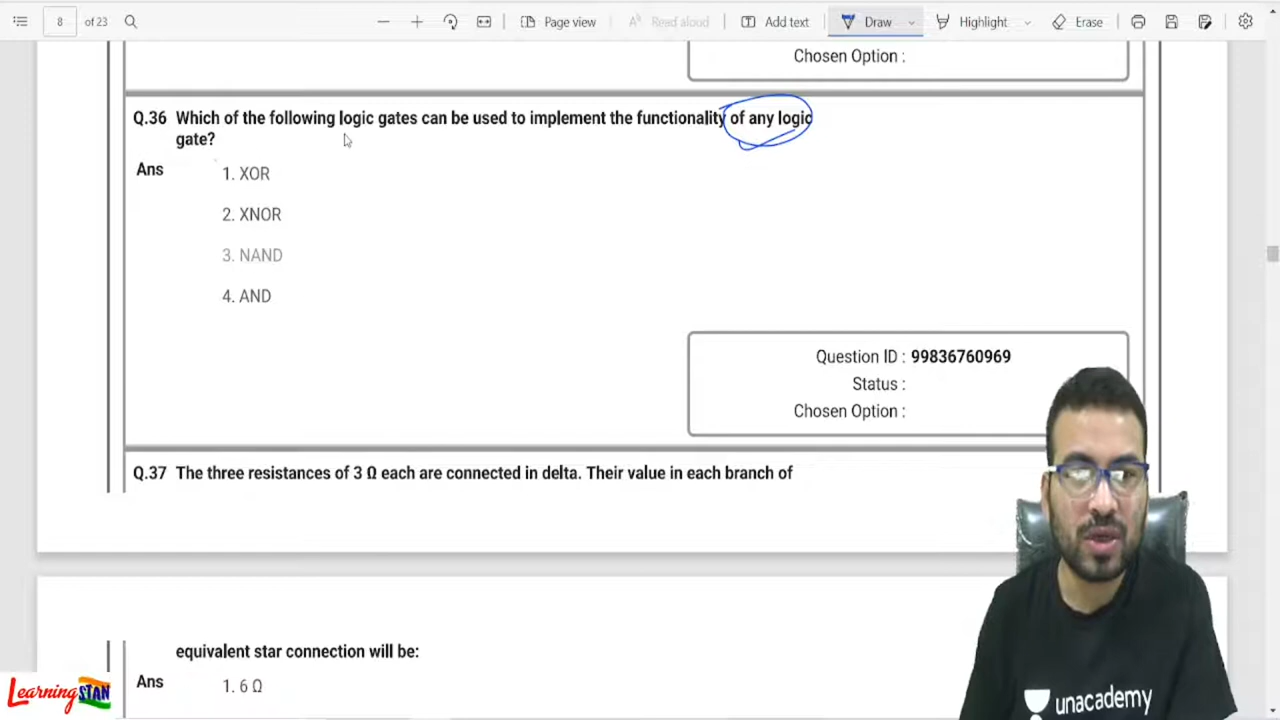 8 of 23 Page view Read aloud Add text Draw Highlight Erase
Chosen Option :
Q.36 Which of the following logic gates can be used to implement the functionality of any logic
gate?
Ans
1. XOR
2. XNOR
3. NAND
4. AND
Question ID : 99836760969
Status :
Chosen Option :
Q.37 The three resistances of 3 Ω each are connected in delta. Their value in each branch of
equivalent star connection will be:
Ans 1. 6 Ω
LearningSTAN
unacademy